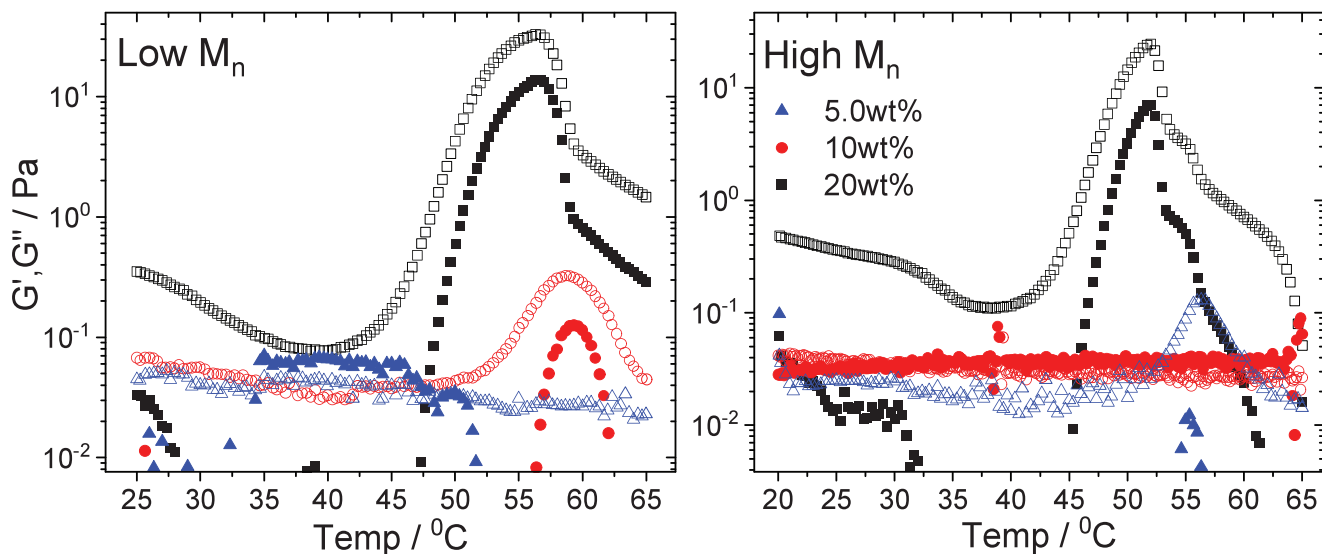 Low Mₙ
10¹
10⁰
10⁻¹
10⁻²
G',G" / Pa
25 30 35 40 45 50 55 60 65
Temp / ⁰C
High Mₙ
5.0wt%
10wt%
20wt%
10¹
10⁰
10⁻¹
10⁻²
20 25 30 35 40 45 50 55 60 65
Temp / ⁰C